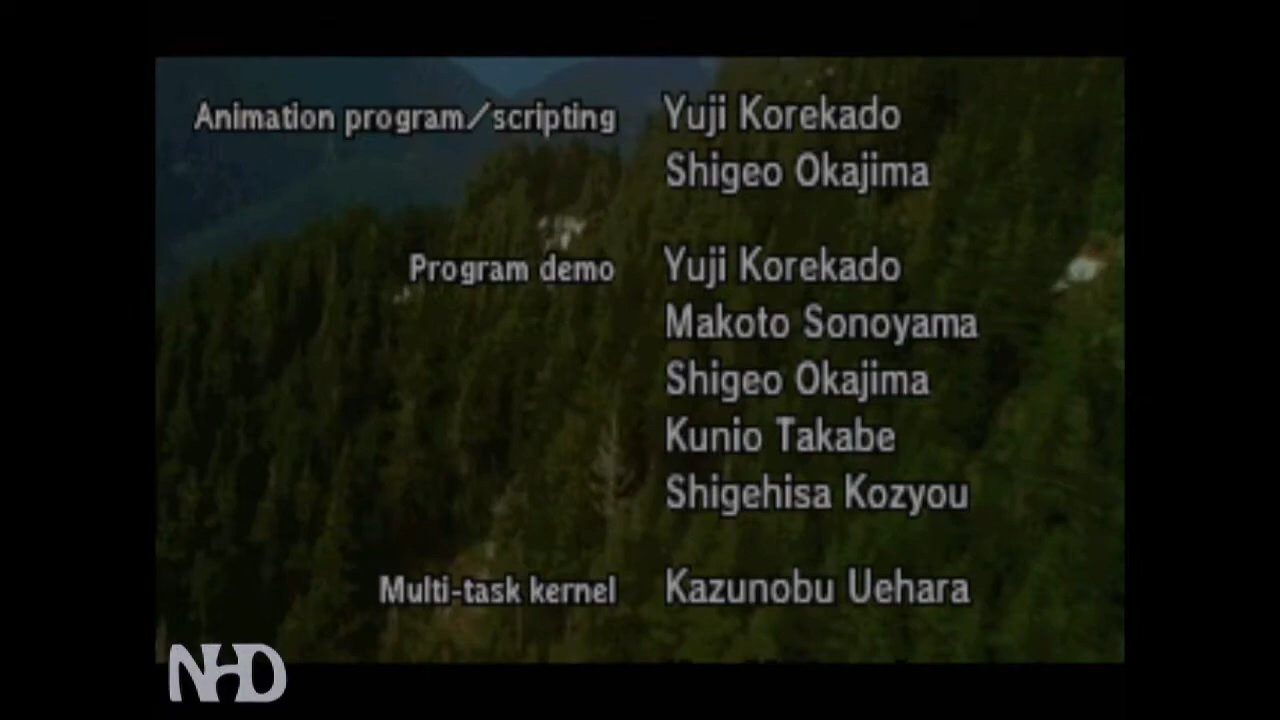 Animation program/scripting Yuji Korekado
Shigeo Okajima
Program demo Yuji Korekado
Makoto Sonoyama
Shigeo Okajima
Kunio Takabe
Shigehisa Kozyou
Multi-task kernel Kazunobu Uehara
NHD